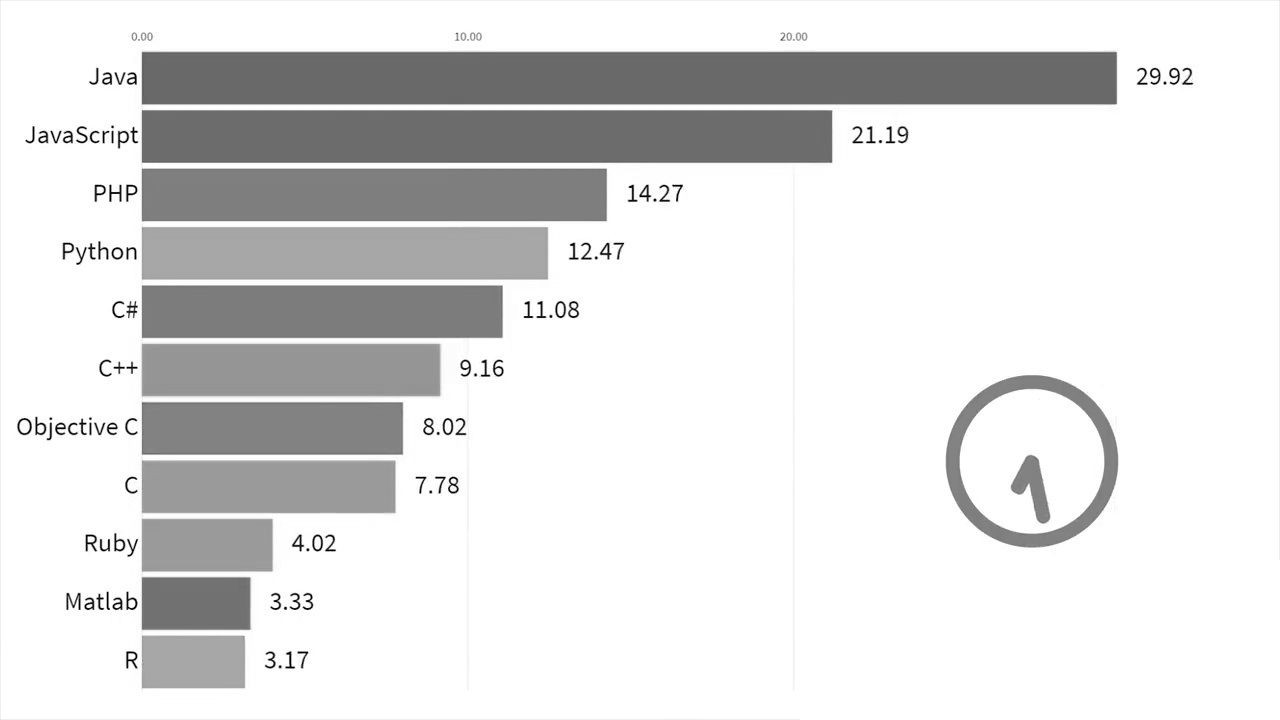 0.00 10.00 20.00
Java 29.92
JavaScript 21.19
PHP 14.27
Python 12.47
C# 11.08
C++ 9.16
Objective C 8.02
C 7.78
Ruby 4.02
Matlab 3.33
R 3.17